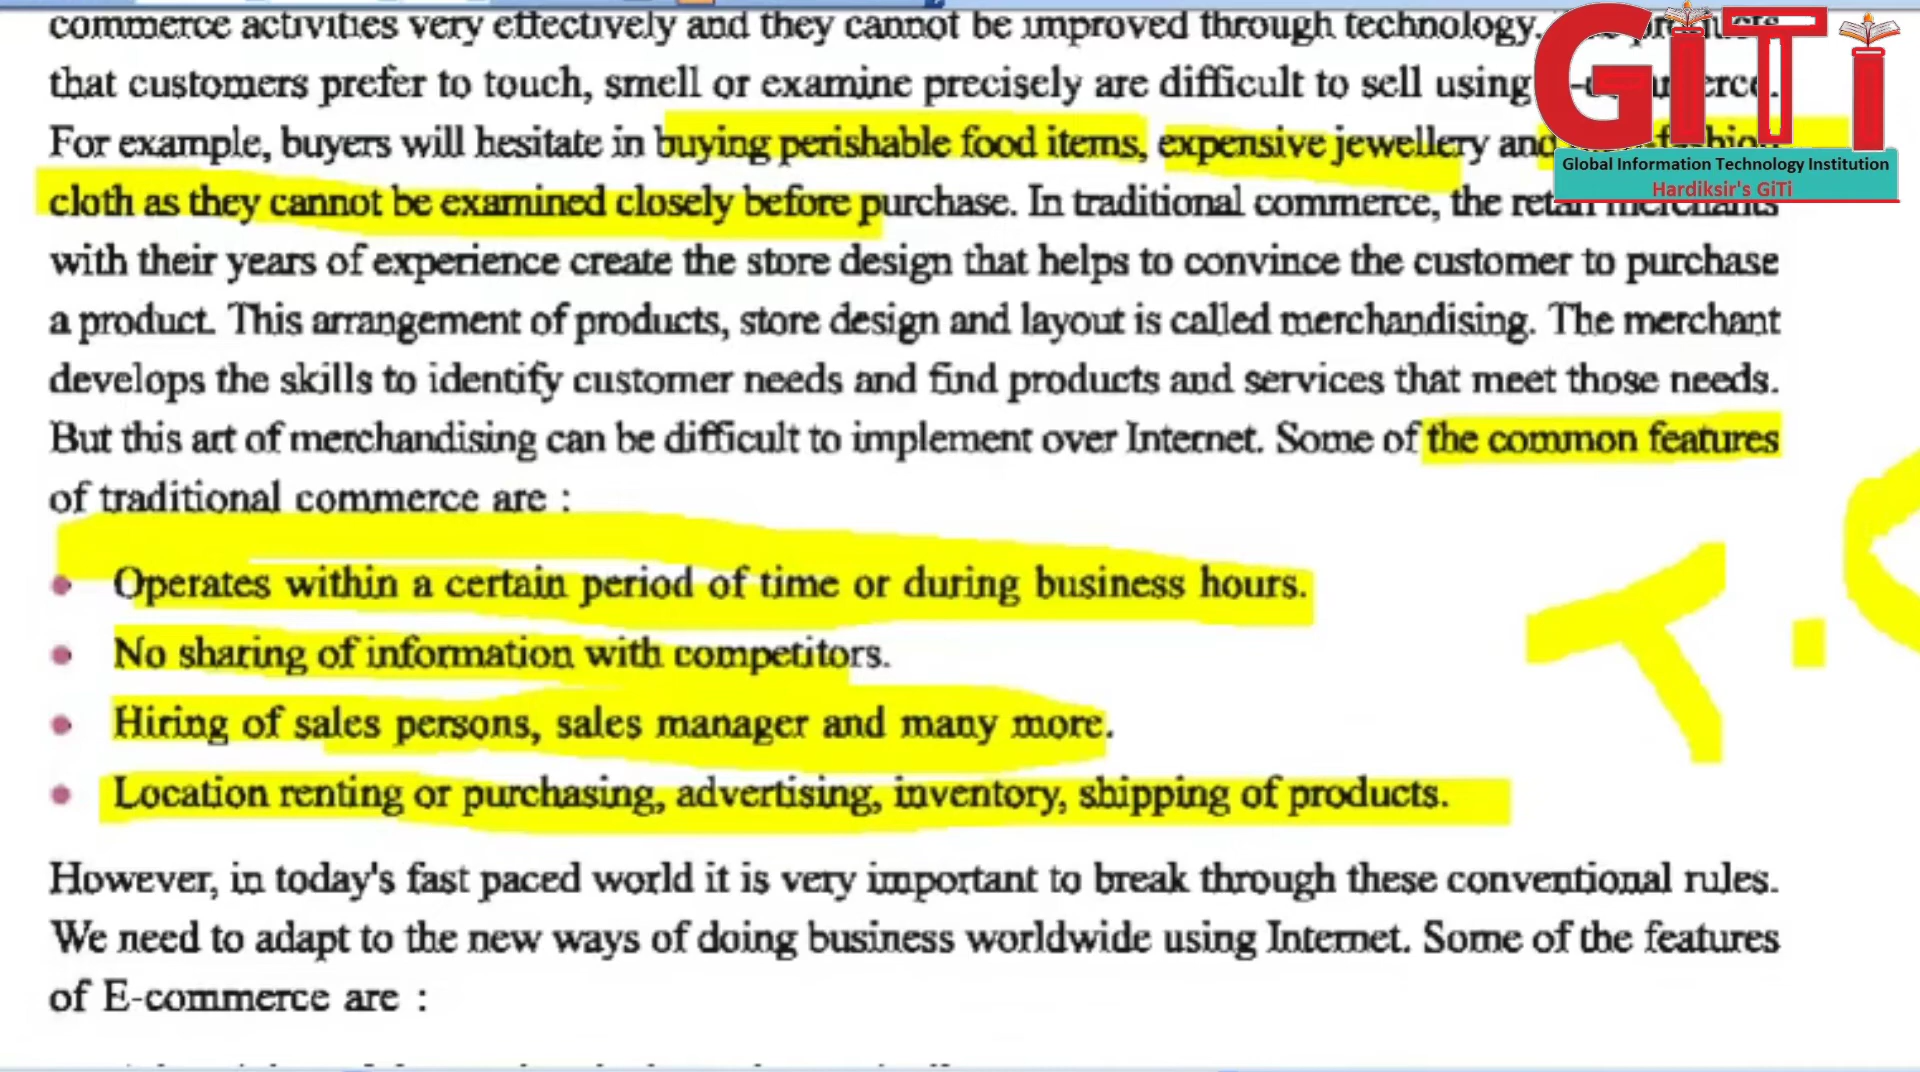 commerce activities very effectively and they cannot be improved through technology.
that customers prefer to touch, smell or examine precisely are difficult to sell using
For example, buyers will hesitate in buying perishable food items, expensive jewellery and
cloth as they cannot be examined closely before purchase. In traditional commerce, the retail merchants
with their years of experience create the store design that helps to convince the customer to purchase
a product. This arrangement of products, store design and layout is called merchandising. The merchant
develops the skills to identify customer needs and find products and services that meet those needs.
But this art of merchandising can be difficult to implement over Internet. Some of the common features
of traditional commerce are :
• Operates within a certain period of time or during business hours.
• No sharing of information with competitors.
• Hiring of sales persons, sales manager and many more.
• Location renting or purchasing, advertising, inventory, shipping of products.
However, in today's fast paced world it is very important to break through these conventional rules.
We need to adapt to the new ways of doing business worldwide using Internet. Some of the features
of E-commerce are :
GiTi
Global Information Technology Institution
Hardiksir's GiTi
T.